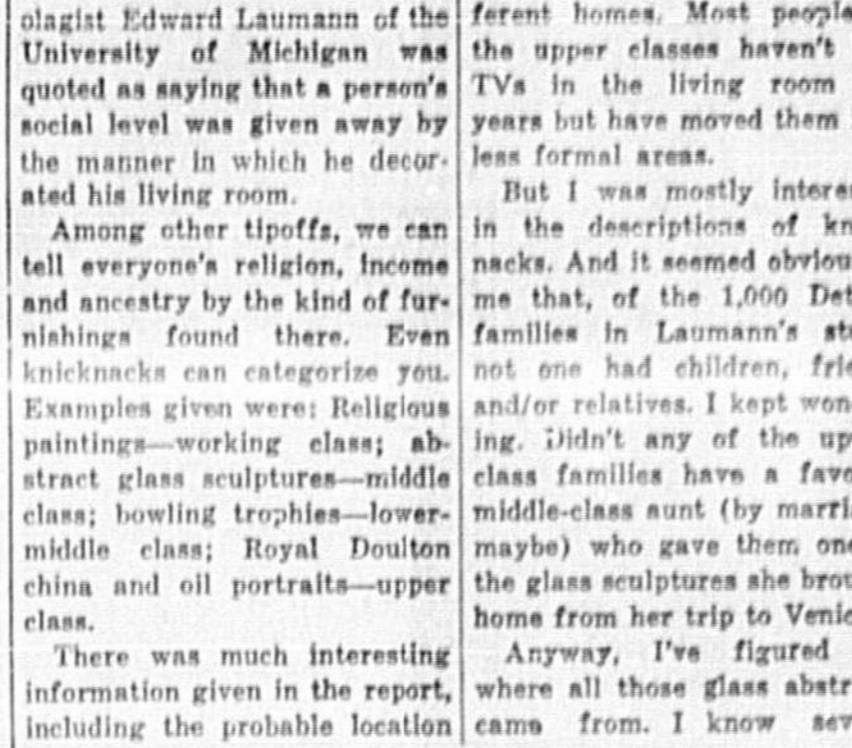 olagist Edward Laumann of the
University of Michigan was
quoted as saying that a person's
social level was given away by
the manner in which he decor-
ated his living room.
Among other tipoffs, we can
tell everyone's religion, income
and ancestry by the kind of fur-
nishings found there. Even
knicknacks can categorize you.
Examples given were: Religious
paintings—working class; ab-
stract glass sculptures—middle
class; bowling trophies—lower-
middle class; Royal Doulton
china and oil portraits—upper
class.
There was much interesting
information given in the report,
including the probable location
ferent homes. Most people
the upper classes haven't
TVs in the living room
years but have moved them
less formal areas.
But I was mostly intere
in the descriptions of kn
nacks. And it seemed obviou
me that, of the 1,000 Det
families in Laumann's stu
not one had children, frie
and/or relatives. I kept won
ing. Didn't any of the up
class families have a favo
middle-class aunt (by marri
maybe) who gave them one
the glass sculptures she brou
home from her trip to Venic
Anyway, I've figured
where all those glass abstr
came from. I know sev